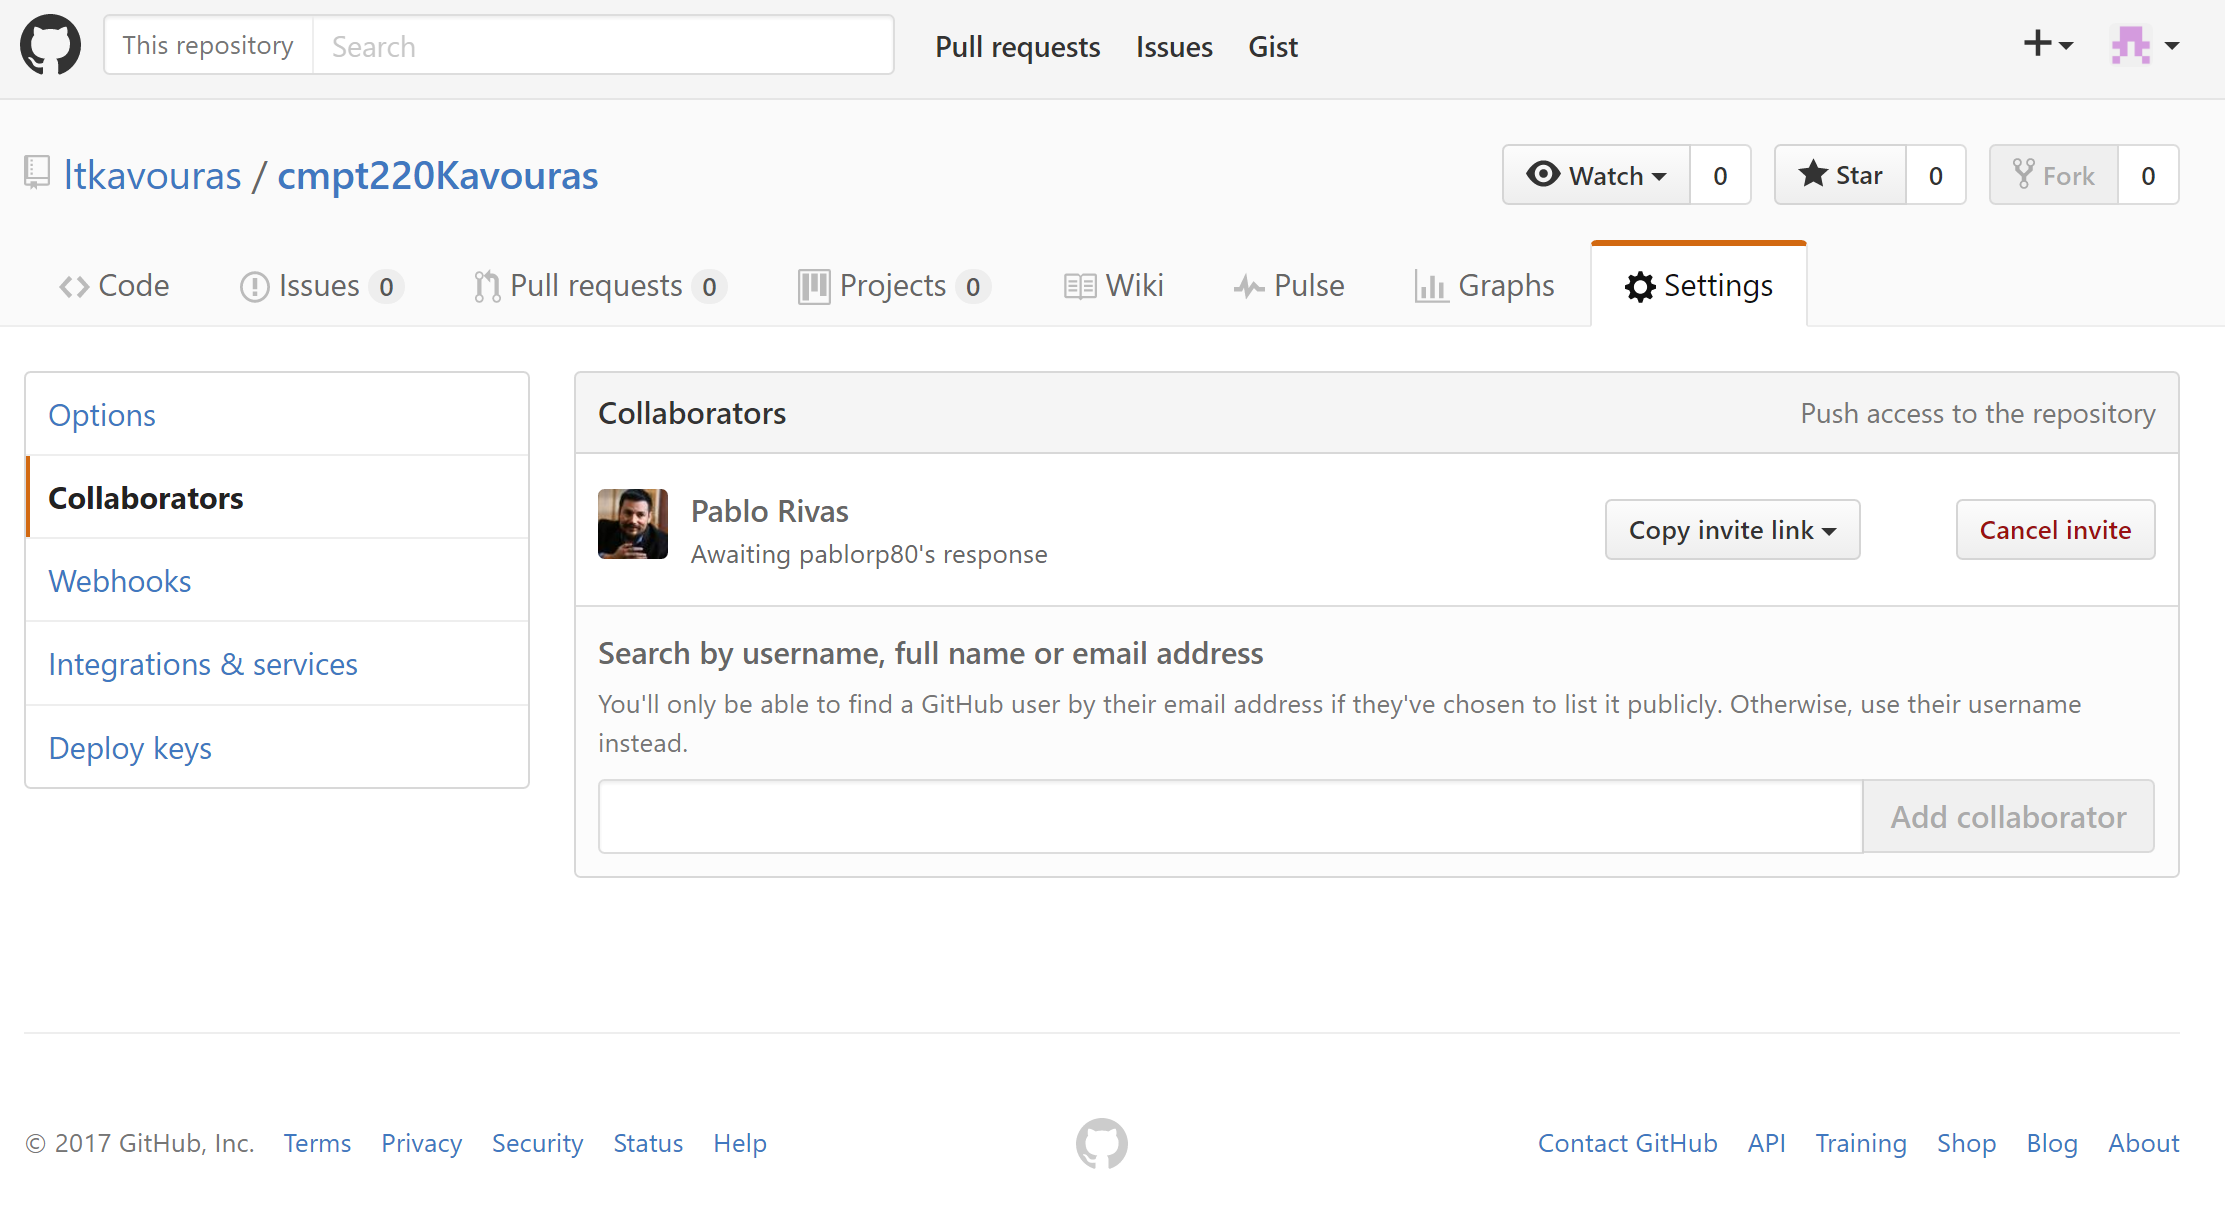 This repository Search Pull requests Issues Gist
ltkavouras / cmpt220Kavouras Watch 0 Star 0 Fork 0
Code Issues 0 Pull requests 0 Projects 0 Wiki Pulse Graphs Settings
Options
Collaborators
Webhooks
Integrations & services
Deploy keys
Collaborators Push access to the repository
Pablo Rivas
Awaiting pablorp80's response
Copy invite link Cancel invite
Search by username, full name or email address
You'll only be able to find a GitHub user by their email address if they've chosen to list it publicly. Otherwise, use their username
instead.
Add collaborator
© 2017 GitHub, Inc. Terms Privacy Security Status Help Contact GitHub API Training Shop Blog About